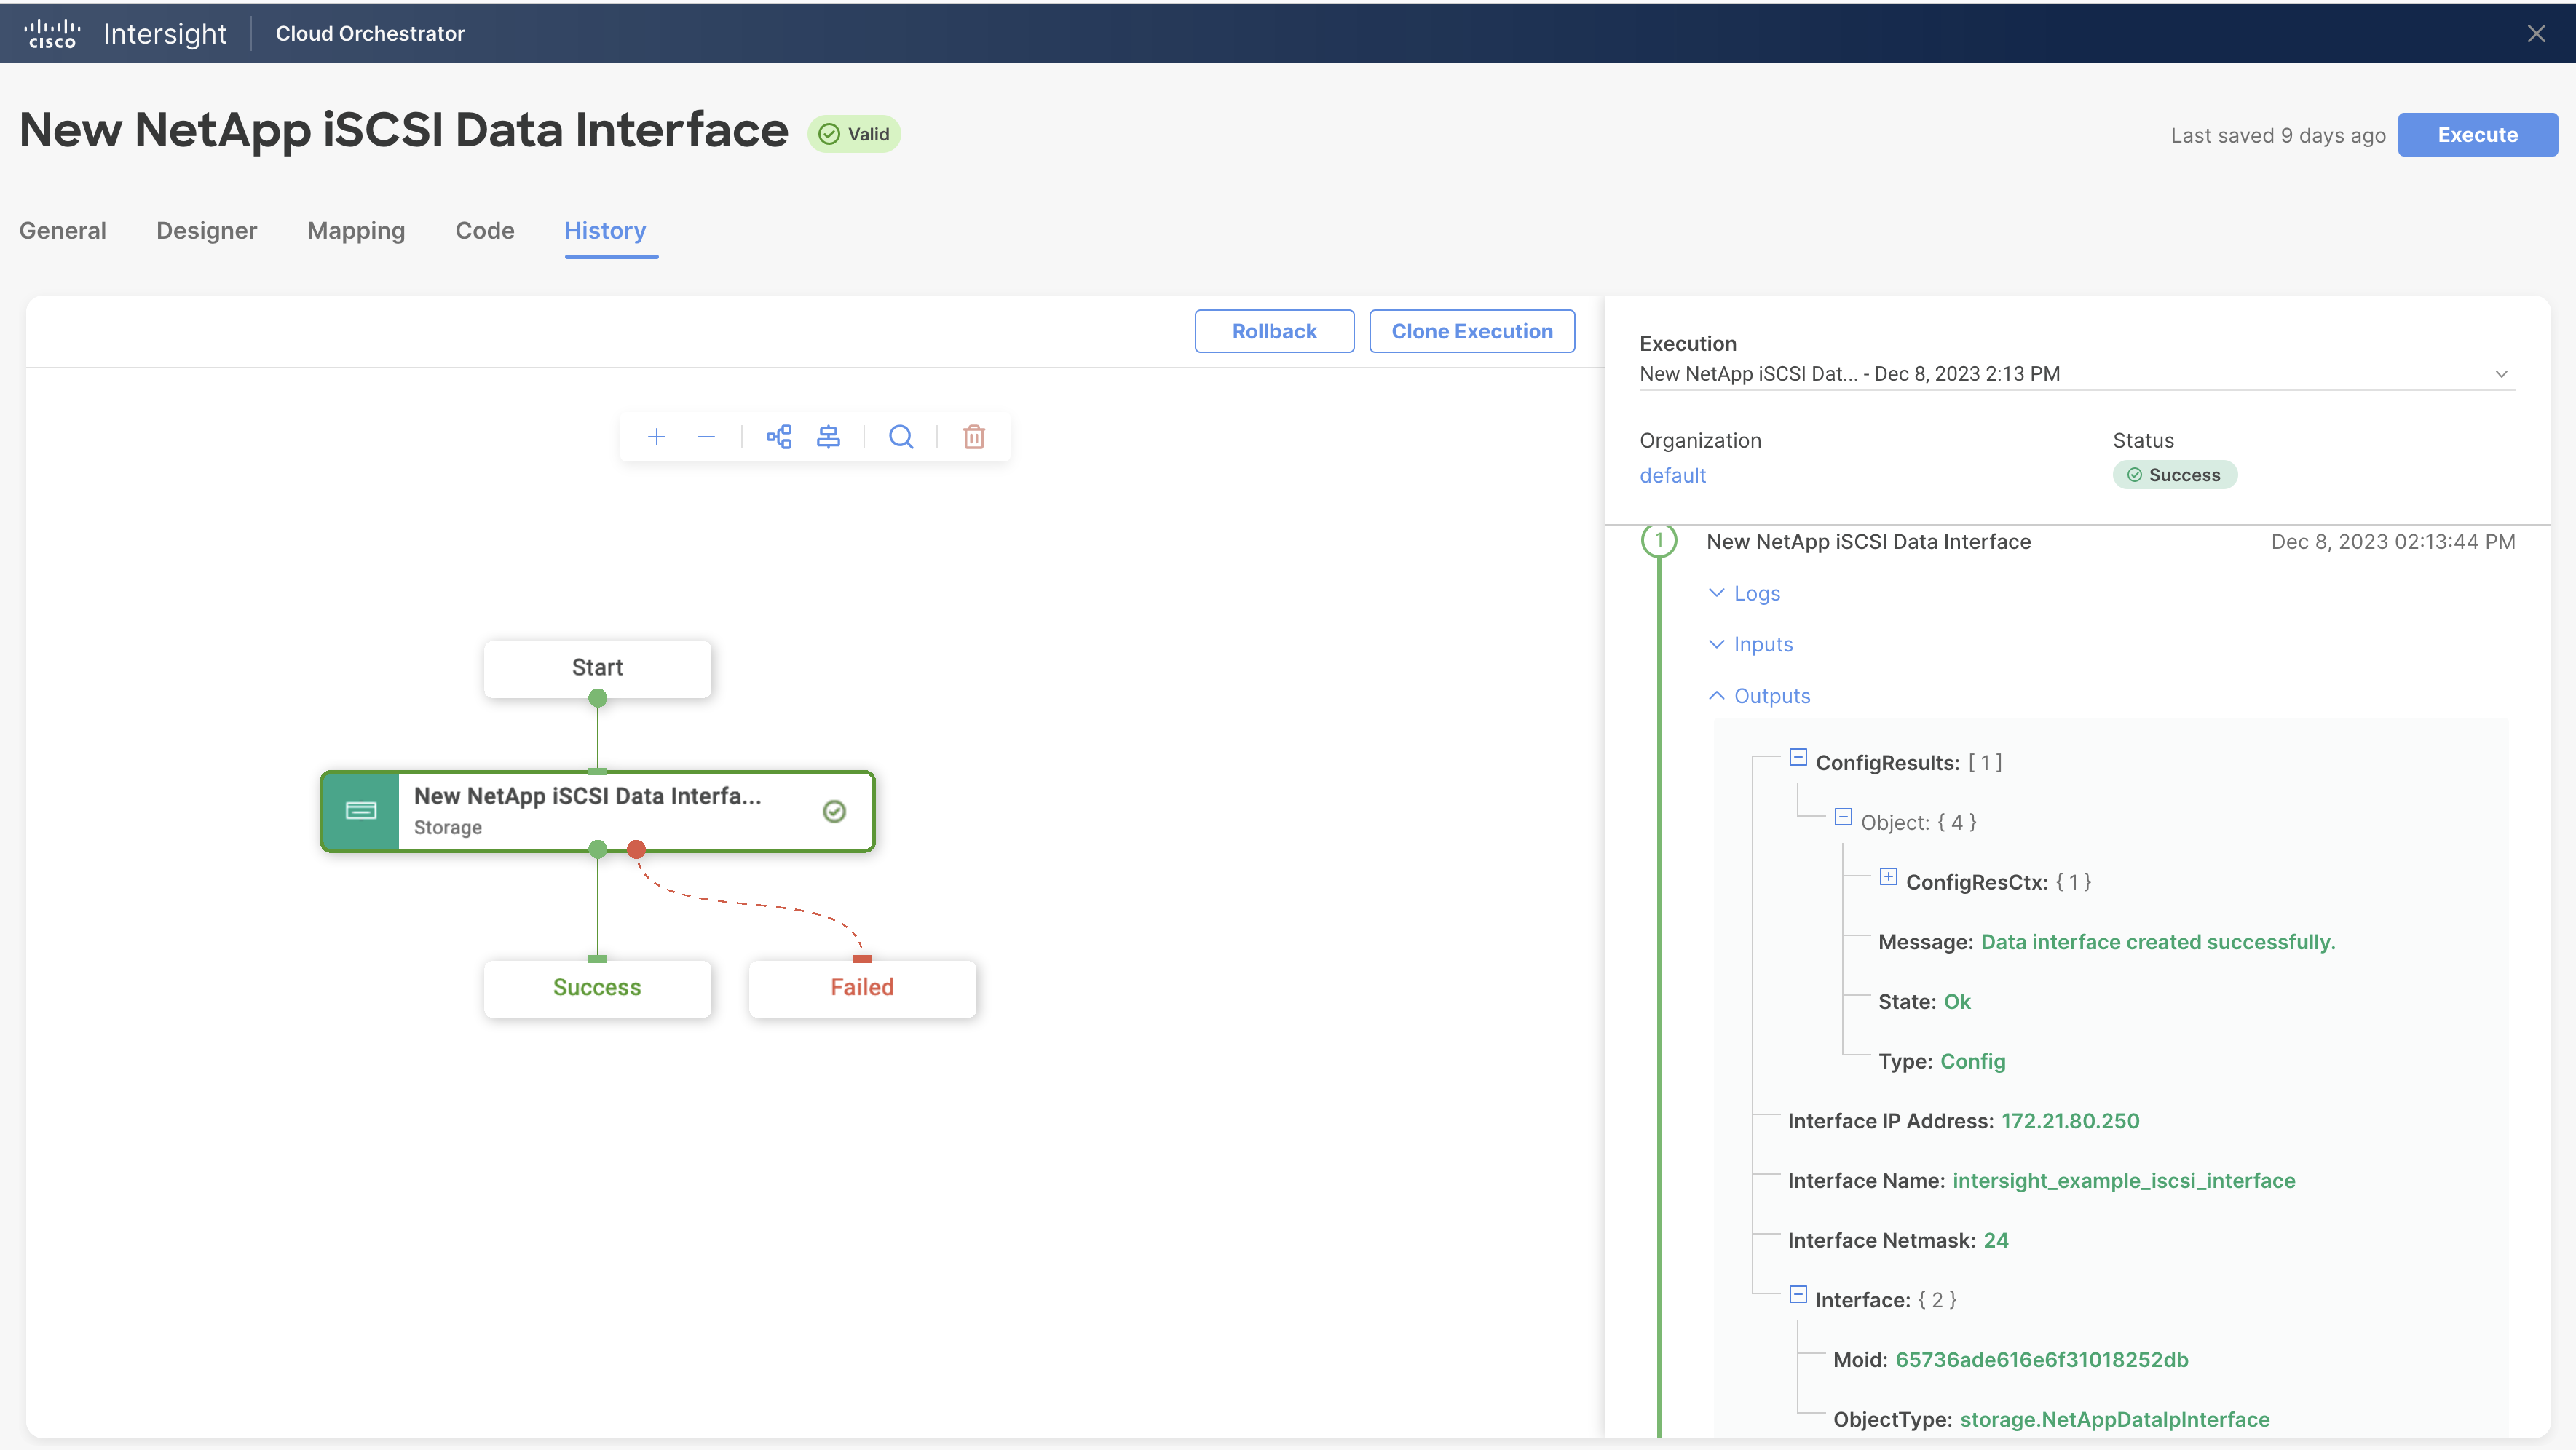 CISCO Intersight Cloud Orchestrator
New NetApp iSCSI Data Interface Valid
Last saved 9 days ago Execute
General Designer Mapping Code History
Rollback Clone Execution
Start
New NetApp iSCSI Data Interfa...
Storage
Success Failed
Execution
New NetApp iSCSI Dat... - Dec 8, 2023 2:13 PM
Organization Status
default Success
1 New NetApp iSCSI Data Interface Dec 8, 2023 02:13:44 PM
Logs
Inputs
Outputs
ConfigResults: [ 1 ]
Object: { 4 }
ConfigResCtx: { 1 }
Message: Data interface created successfully.
State: Ok
Type: Config
Interface IP Address: 172.21.80.250
Interface Name: intersight_example_iscsi_interface
Interface Netmask: 24
Interface: { 2 }
Moid: 65736ade616e6f31018252db
ObjectType: storage.NetAppDataIpInterface